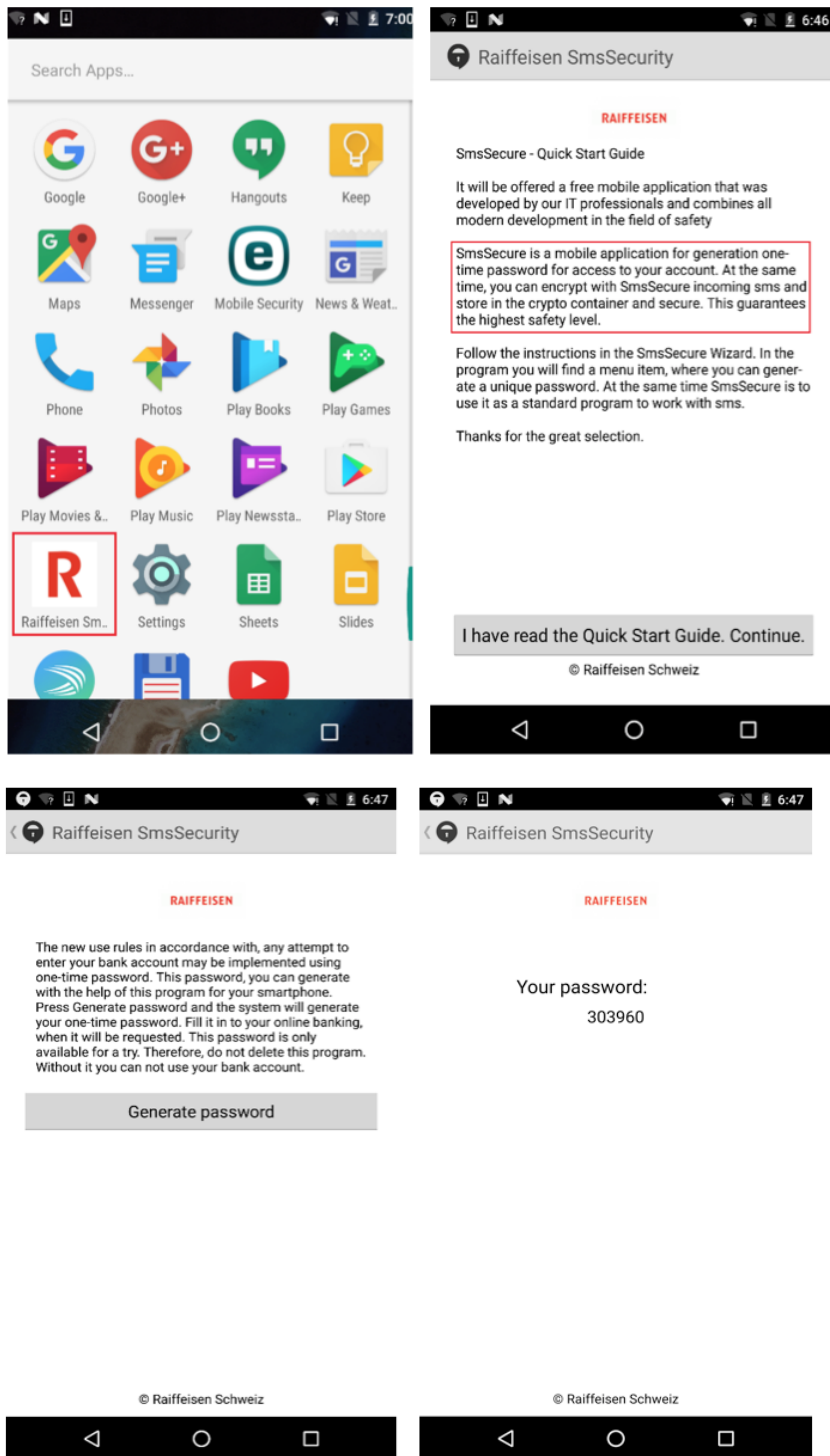 7:00
Search Apps...
Google
Google+
Hangouts
Keep
Maps
Messenger
Mobile Security
News & Weat..
Phone
Photos
Play Books
Play Games
Play Movies &..
Play Music
Play Newssta..
Play Store
Raiffeisen Sm..
Settings
Sheets
Slides
6:46
Raiffeisen SmsSecurity
RAIFFEISEN
SmsSecure - Quick Start Guide
It will be offered a free mobile application that was
developed by our IT professionals and combines all
modern development in the field of safety
SmsSecure is a mobile application for generation one-
time password for access to your account. At the same
time, you can encrypt with SmsSecure incoming sms and
store in the crypto container and secure. This guarantees
the highest safety level.
Follow the instructions in the SmsSecure Wizard. In the
program you will find a menu item, where you can gener-
ate a unique password. At the same time SmsSecure is to
use it as a standard program to work with sms.
Thanks for the great selection.
I have read the Quick Start Guide. Continue.
© Raiffeisen Schweiz
6:47
Raiffeisen SmsSecurity
RAIFFEISEN
The new use rules in accordance with, any attempt to
enter your bank account may be implemented using
one-time password. This password, you can generate
with the help of this program for your smartphone.
Press Generate password and the system will generate
your one-time password. Fill it in to your online banking,
when it will be requested. This password is only
available for a try. Therefore, do not delete this program.
Without it you can not use your bank account.
Generate password
© Raiffeisen Schweiz
6:47
Raiffeisen SmsSecurity
RAIFFEISEN
Your password:
303960
© Raiffeisen Schweiz